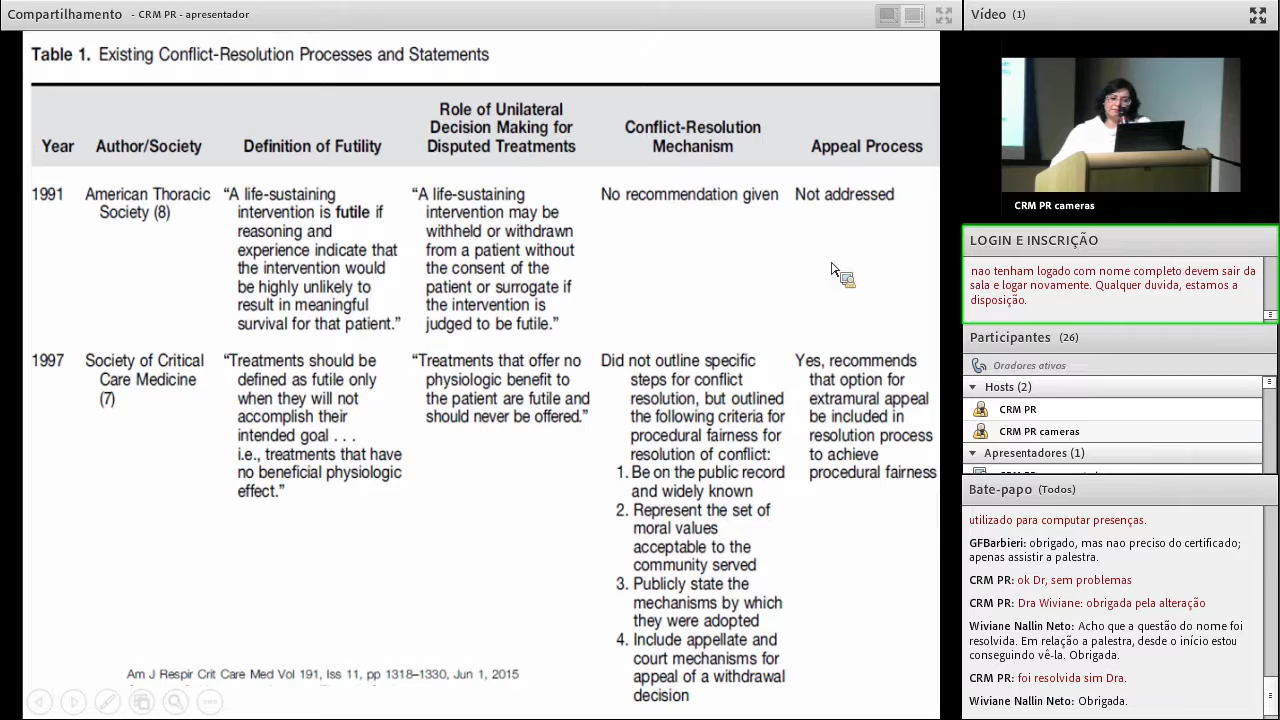 Compartilhamento - CRM PR - apresentador
Table 1. Existing Conflict-Resolution Processes and Statements
Year
Author/Society
Definition of Futility
Role of Unilateral
Decision Making for
Disputed Treatments
Conflict-Resolution
Mechanism
Appeal Process
1991
American Thoracic
Society (8)
“A life-sustaining
intervention is futile if
reasoning and
experience indicate that
the intervention would
be highly unlikely to
result in meaningful
survival for that patient.”
“A life-sustaining
intervention may be
withheld or withdrawn
from a patient without
the consent of the
patient or surrogate if
the intervention is
judged to be futile.”
No recommendation given
Not addressed
1997
Society of Critical
Care Medicine
(7)
“Treatments should be
defined as futile only
when they will not
accomplish their
intended goal . . .
i.e., treatments that have
no beneficial physiologic
effect.”
“Treatments that offer no
physiologic benefit to
the patient are futile and
should never be offered.”
Did not outline specific
steps for conflict
resolution, but outlined
the following criteria for
procedural fairness for
resolution of conflict:
1. Be on the public record
and widely known
2. Represent the set of
moral values
acceptable to the
community served
3. Publicly state the
mechanisms by which
they were adopted
4. Include appellate and
court mechanisms for
appeal of a withdrawal
decision
Yes, recommends
that option for
extramural appeal
be included in
resolution process
to achieve
procedural fairness
Am J Respir Crit Care Med Vol 191, Iss 11, pp 1318–1330, Jun 1, 2015
Vídeo (1)
CRM PR cameras
LOGIN E INSCRIÇÃO
nao tenham logado com nome completo devem sair da
sala e logar novamente. Qualquer duvida, estamos a
disposição.
Participantes (26)
Oradores ativos
Hosts (2)
CRM PR
CRM PR cameras
Apresentadores (1)
Bate-papo (Todos)
utilizado para computar presenças.
GFBarbieri: obrigado, mas nao preciso do certificado;
apenas assistir a palestra.
CRM PR: ok Dr, sem problemas
CRM PR: Dra Wiviane: obrigada pela alteração
Wiviane Nallin Neto: Acho que a questão do nome foi
resolvida. Em relação a palestra, desde o início estou
conseguindo vê-la. Obrigada.
CRM PR: foi resolvida sim Dra.
Wiviane Nallin Neto: Obrigada.